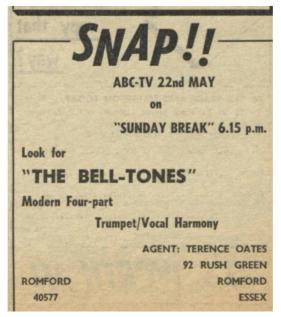 SNAP!!
ABC-TV 22nd MAY
on
"SUNDAY BREAK" 6.15 p.m.
Look for
"THE BELL-TONES"
Modern Four-part
Trumpet/Vocal Harmony
AGENT: TERENCE OATES
92 RUSH GREEN
ROMFORD ROMFORD
40577 ESSEX